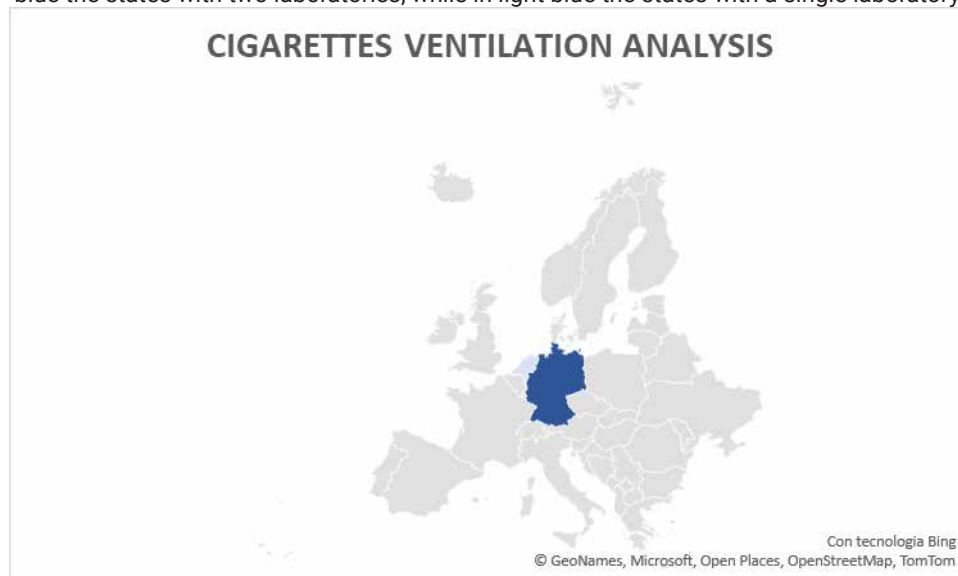 blue the states with two laboratories, while in light blue the states with a single laboratory
CIGARETTES VENTILATION ANALYSIS
Con tecnologia Bing
© GeoNames, Microsoft, Open Places, OpenStreetMap, TomTom